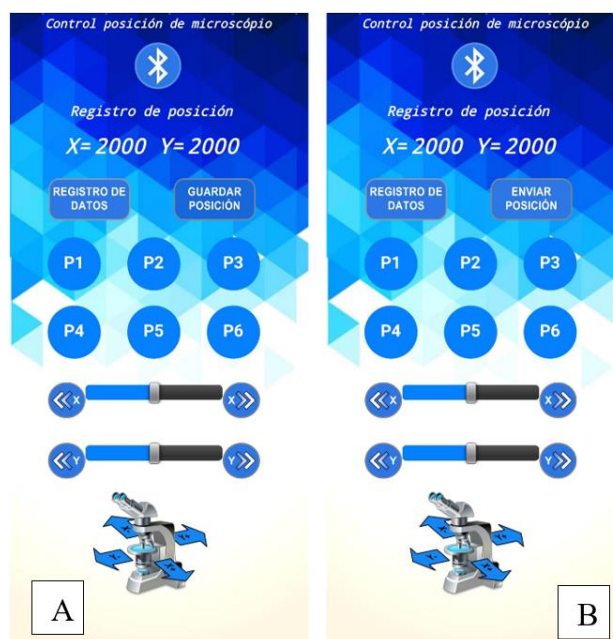 Control posición de microscópio
Registro de posición
X= 2000 Y= 2000
REGISTRO DE
DATOS
GUARDAR
POSICIÓN
P1 P2 P3
P4 P5 P6
X X
Y Y
X- Y+
Y- X+
A
Control posición de microscópio
Registro de posición
X= 2000 Y= 2000
REGISTRO DE
DATOS
ENVIAR
POSICIÓN
P1 P2 P3
P4 P5 P6
X X
Y Y
X- Y+
Y- X+
B